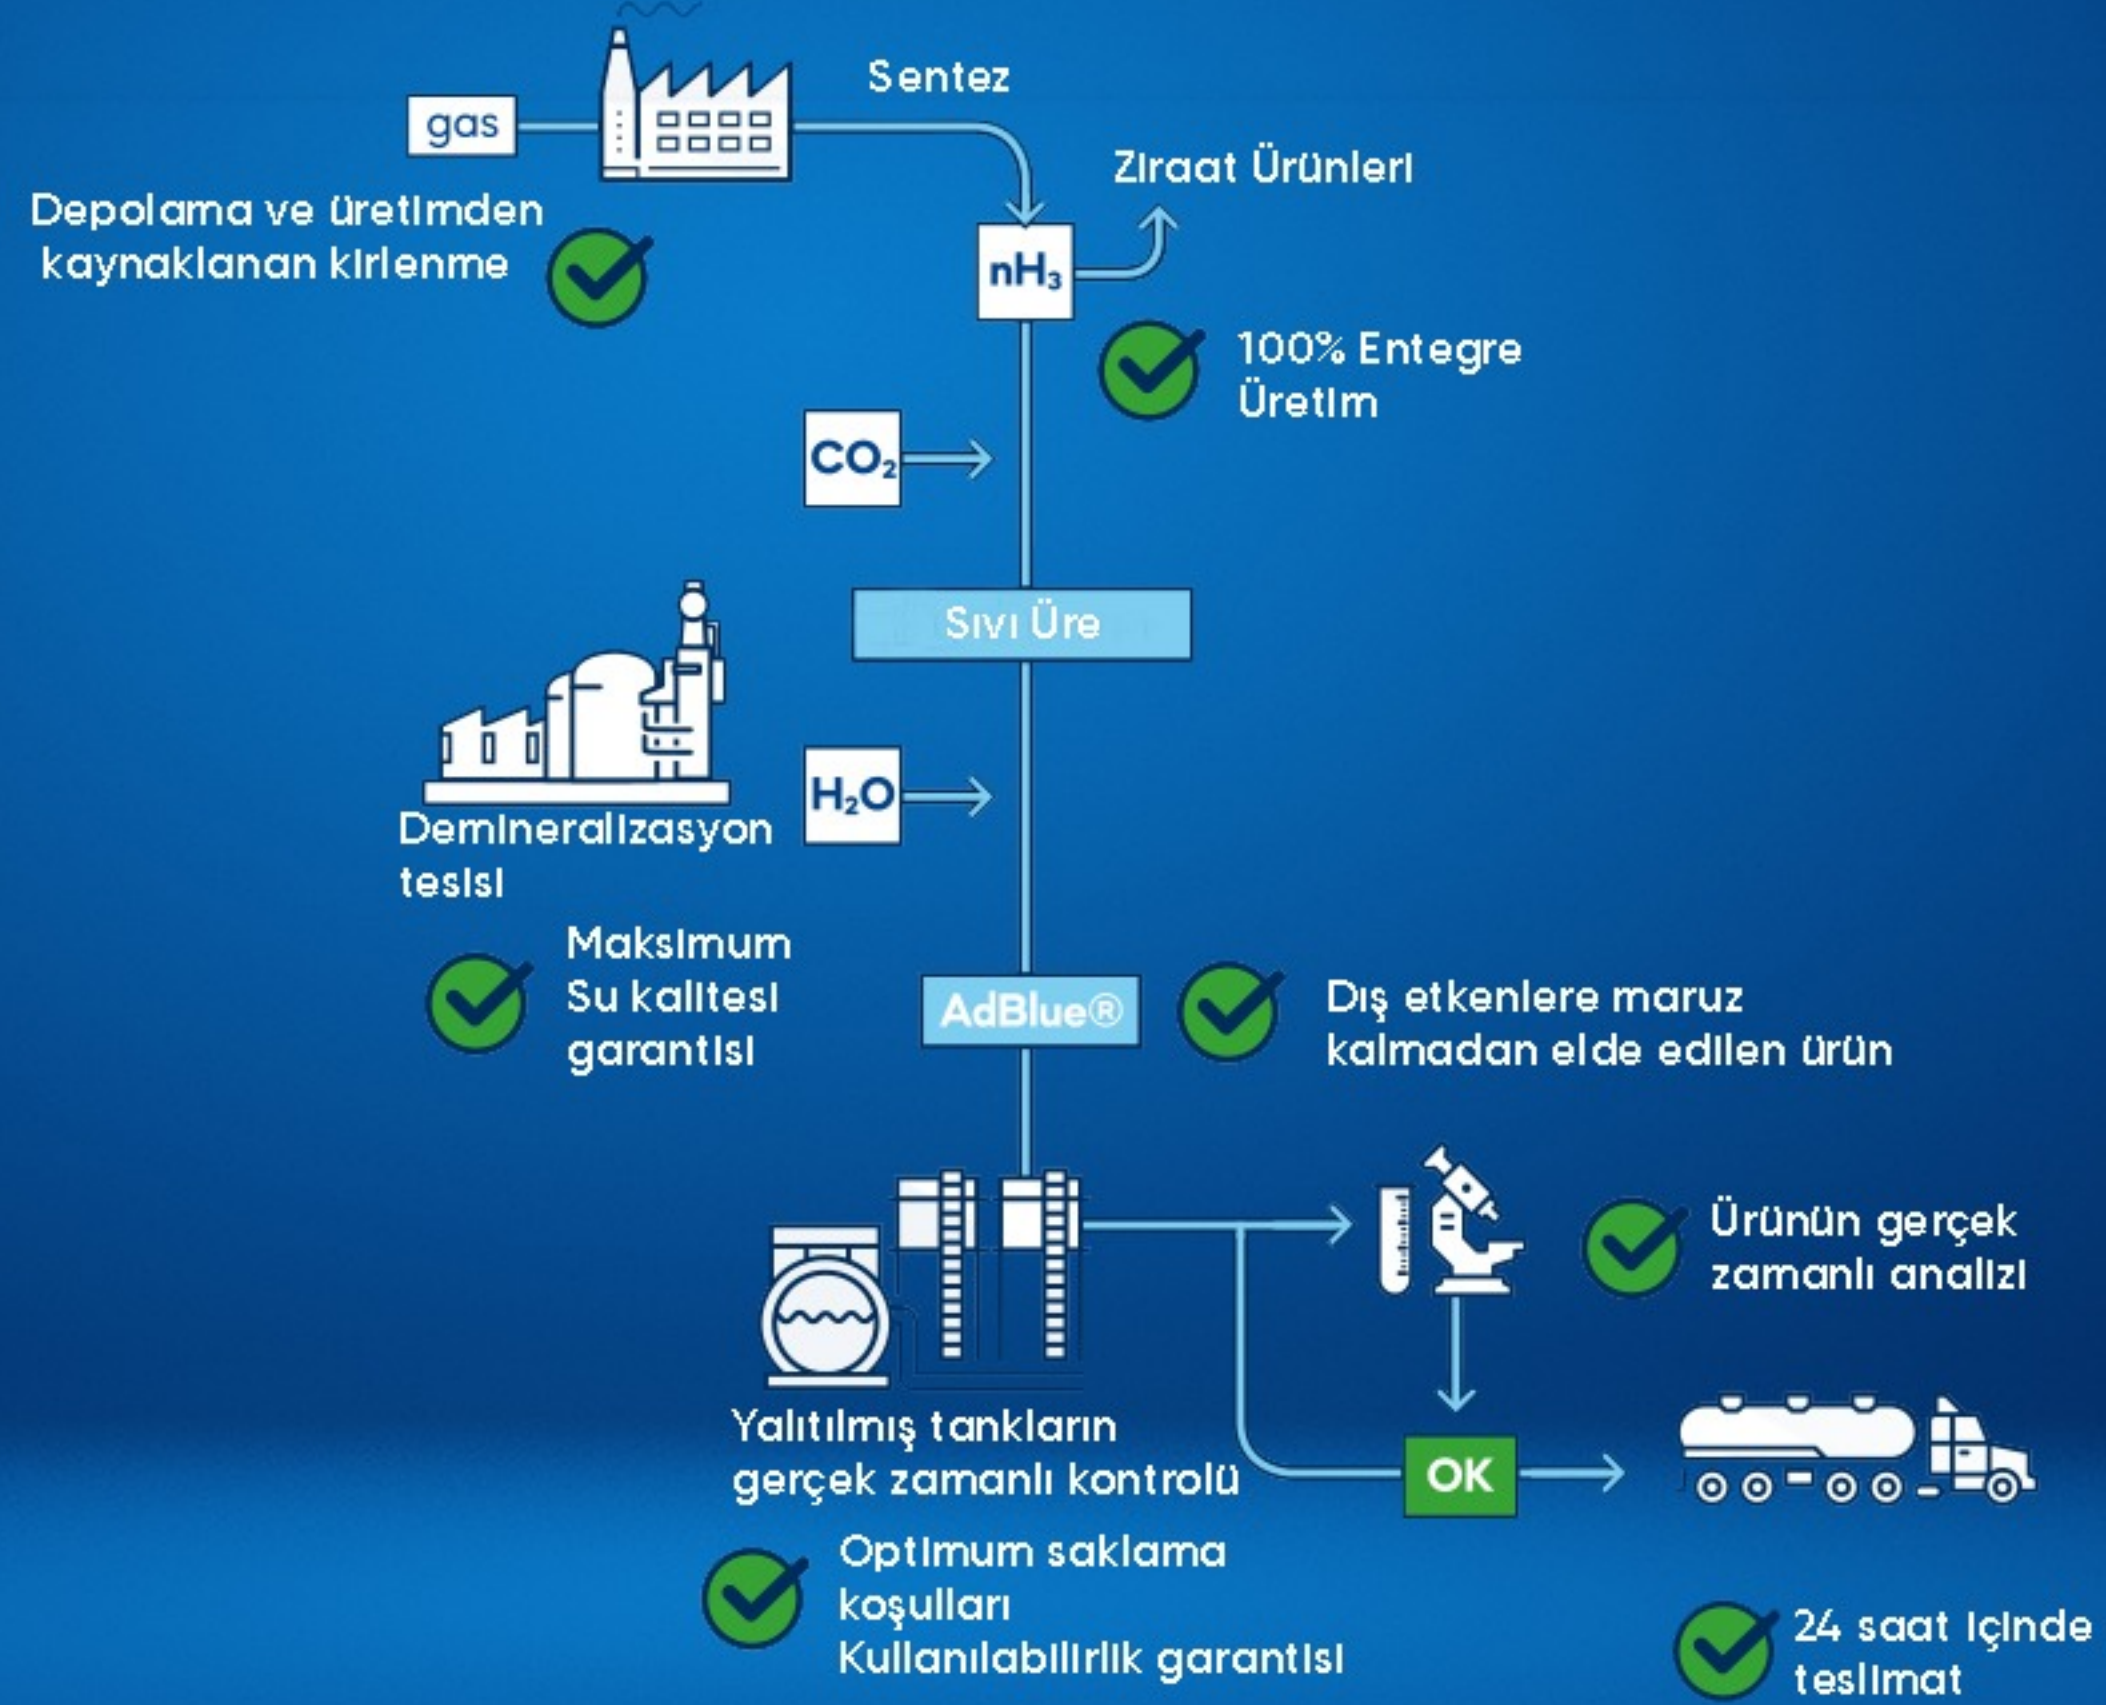 Sentez
gas
Ziraat Ürünleri
Depolama ve üretimden
kaynaklanan kirlenme
nH₃
100% Entegre
Üretim
CO₂
Sıvı Üre
H₂O
Demineralizasyon
tesisi
Maksimum
Su kalitesi
garantisi
AdBlue®
Dış etkenlere maruz
kalmadan elde edilen ürün
Ürünün gerçek
zamanlı analizi
Yalıtılmış tankların
gerçek zamanlı kontrolü
OK
Optimum saklama
koşulları
Kullanılabilirlik garantisi
24 saat içinde
teslimat